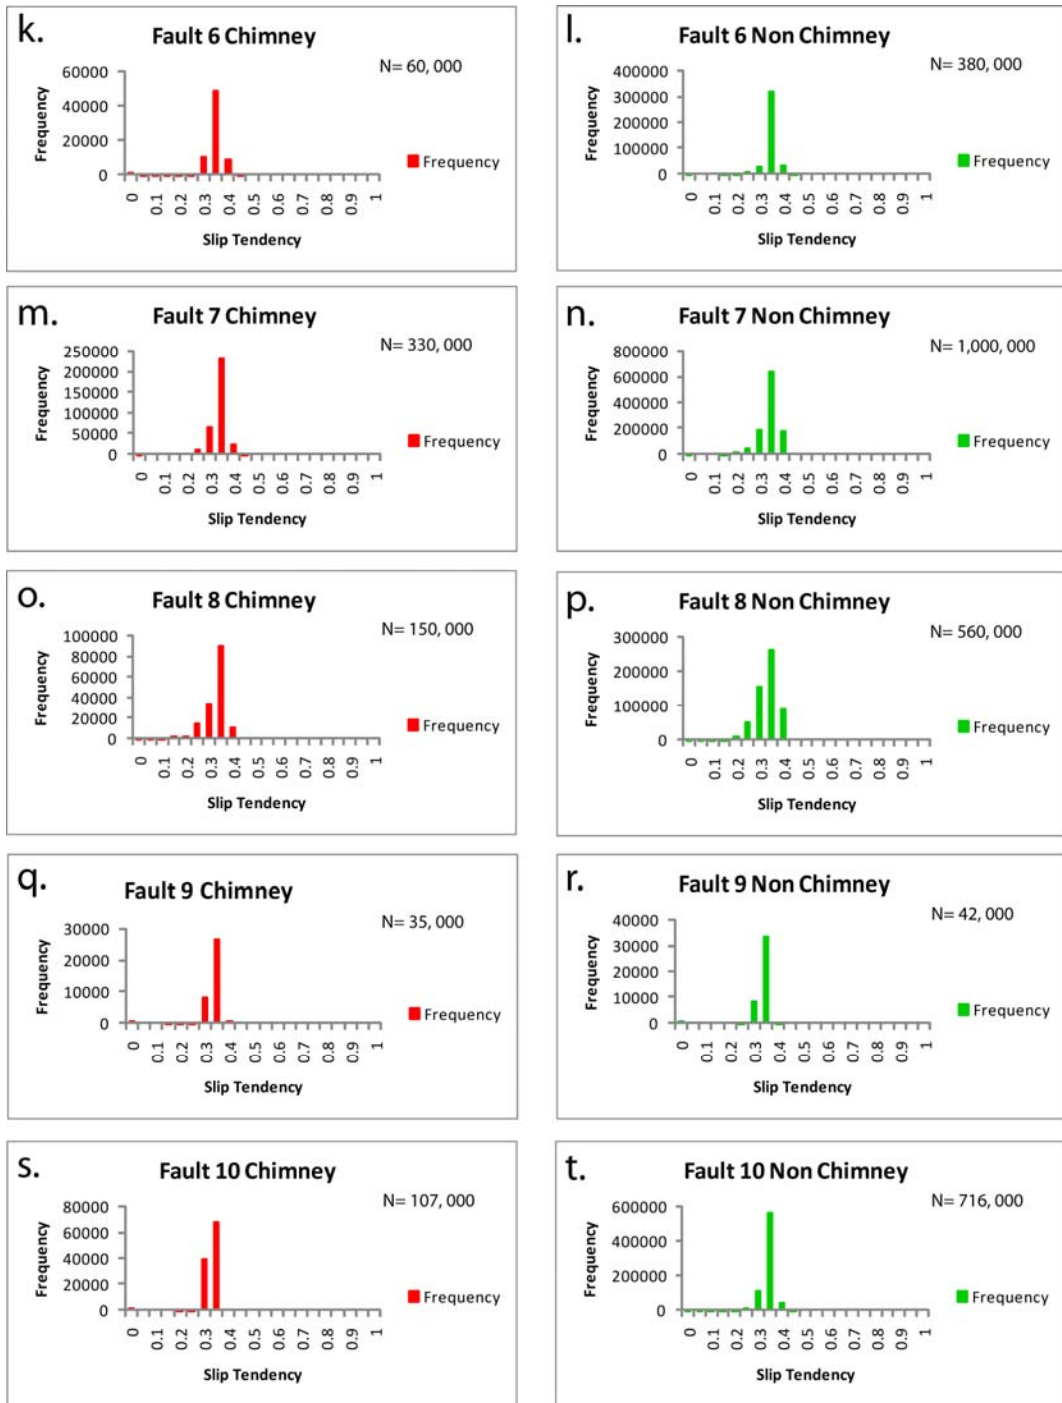 k.
Fault 6 Chimney
N= 60, 000
60000
40000
20000
0
Frequency
Frequency
0 0.1 0.2 0.3 0.4 0.5 0.6 0.7 0.8 0.9 1
Slip Tendency
l.
Fault 6 Non Chimney
N= 380, 000
400000
300000
200000
100000
0
Frequency
Frequency
0 0.1 0.2 0.3 0.4 0.5 0.6 0.7 0.8 0.9 1
Slip Tendency
m.
Fault 7 Chimney
N= 330, 000
250000
200000
150000
100000
50000
0
Frequency
Frequency
0 0.1 0.2 0.3 0.4 0.5 0.6 0.7 0.8 0.9 1
Slip Tendency
n.
Fault 7 Non Chimney
N= 1,000, 000
800000
600000
400000
200000
0
Frequency
Frequency
0 0.1 0.2 0.3 0.4 0.5 0.6 0.7 0.8 0.9 1
Slip Tendency
o.
Fault 8 Chimney
N= 150, 000
100000
80000
60000
40000
20000
0
Frequency
Frequency
0 0.1 0.2 0.3 0.4 0.5 0.6 0.7 0.8 0.9 1
Slip Tendency
p.
Fault 8 Non Chimney
N= 560, 000
300000
200000
100000
0
Frequency
Frequency
0 0.1 0.2 0.3 0.4 0.5 0.6 0.7 0.8 0.9 1
Slip Tendency
q.
Fault 9 Chimney
N= 35, 000
30000
20000
10000
0
Frequency
Frequency
0 0.1 0.2 0.3 0.4 0.5 0.6 0.7 0.8 0.9 1
Slip Tendency
r.
Fault 9 Non Chimney
N= 42, 000
40000
30000
20000
10000
0
Frequency
Frequency
0 0.1 0.2 0.3 0.4 0.5 0.6 0.7 0.8 0.9 1
Slip Tendency
s.
Fault 10 Chimney
N= 107, 000
80000
60000
40000
20000
0
Frequency
Frequency
0 0.1 0.2 0.3 0.4 0.5 0.6 0.7 0.8 0.9 1
Slip Tendency
t.
Fault 10 Non Chimney
N= 716, 000
600000
400000
200000
0
Frequency
Frequency
0 0.1 0.2 0.3 0.4 0.5 0.6 0.7 0.8 0.9 1
Slip Tendency